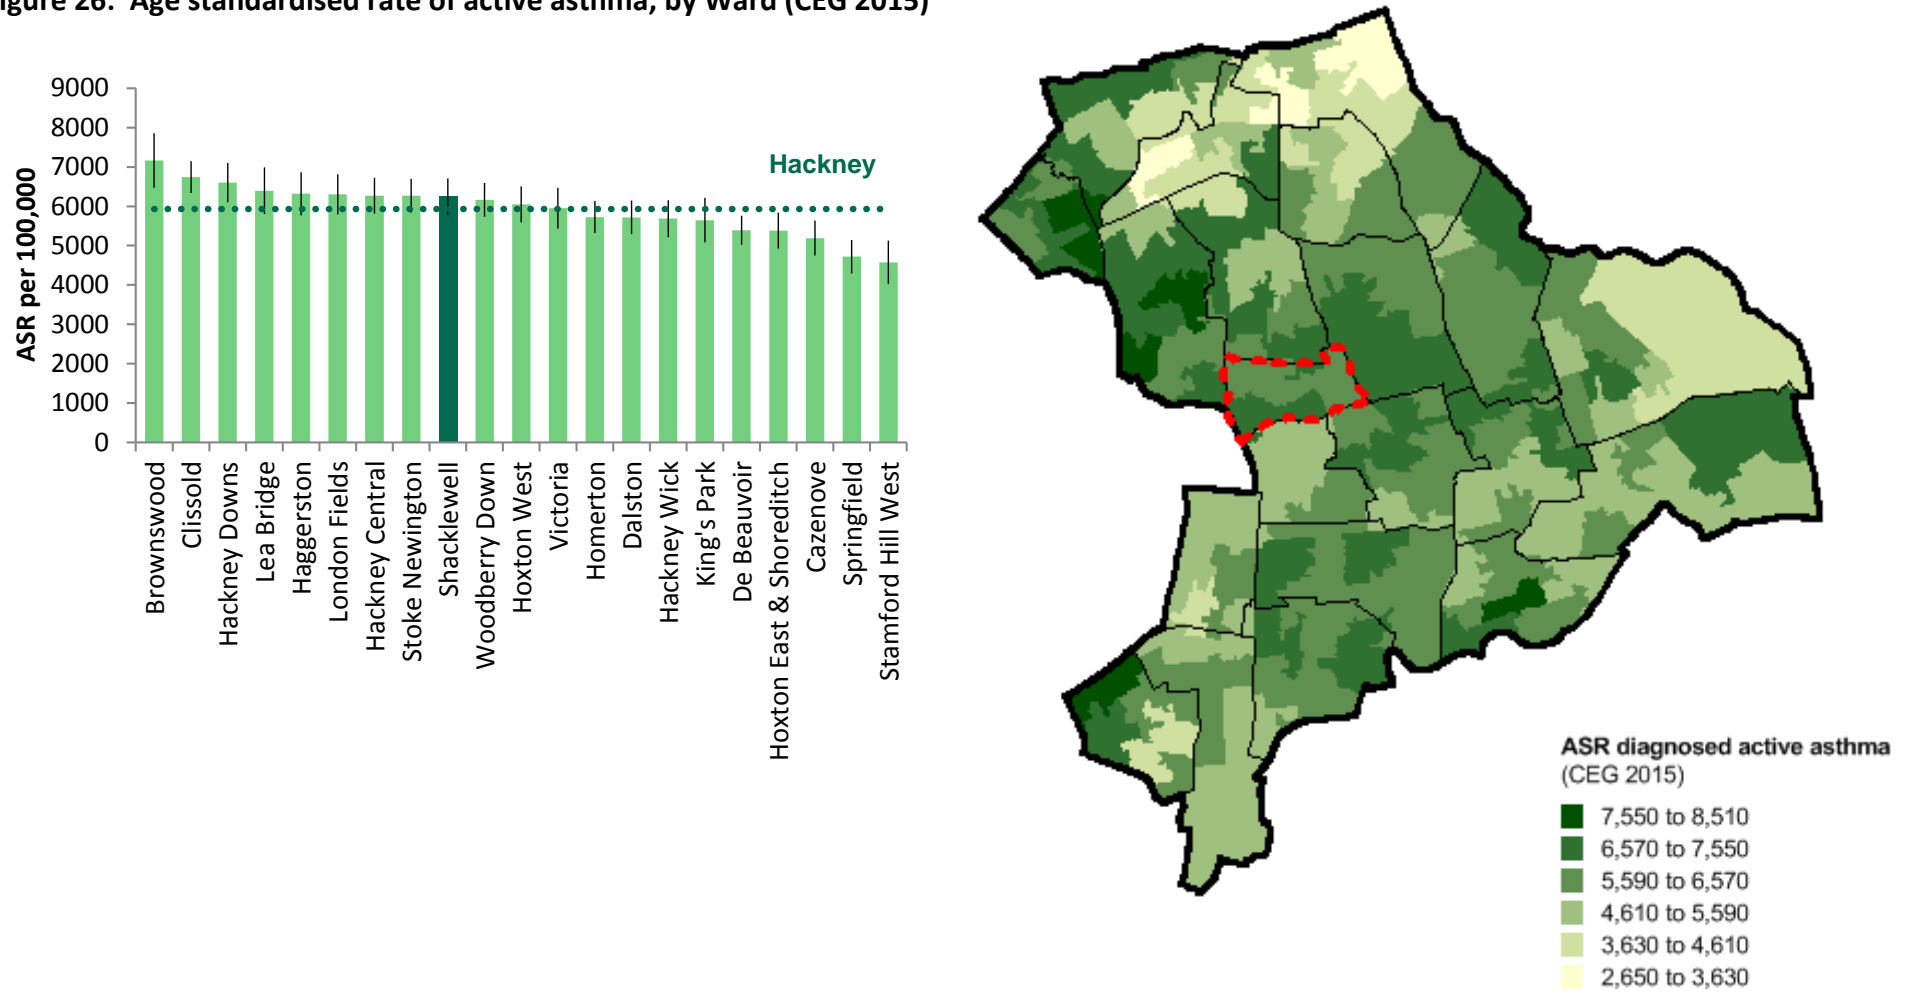 igure 26: Age standardised rate of active asthma, by Ward (CEG 2015)
ASR per 100,000
9000
8000
7000
6000
5000
4000
3000
2000
1000
0
Hackney
Brownswood
Clissold
Hackney Downs
Lea Bridge
Haggerston
London Fields
Hackney Central
Stoke Newington
Shacklewell
Woodberry Down
Hoxton West
Victoria
Homerton
Dalston
Hackney Wick
King's Park
De Beauvoir
Hoxton East & Shoreditch
Cazenove
Springfield
Stamford Hill West
ASR diagnosed active asthma
(CEG 2015)
7,550 to 8,510
6,570 to 7,550
5,590 to 6,570
4,610 to 5,590
3,630 to 4,610
2,650 to 3,630